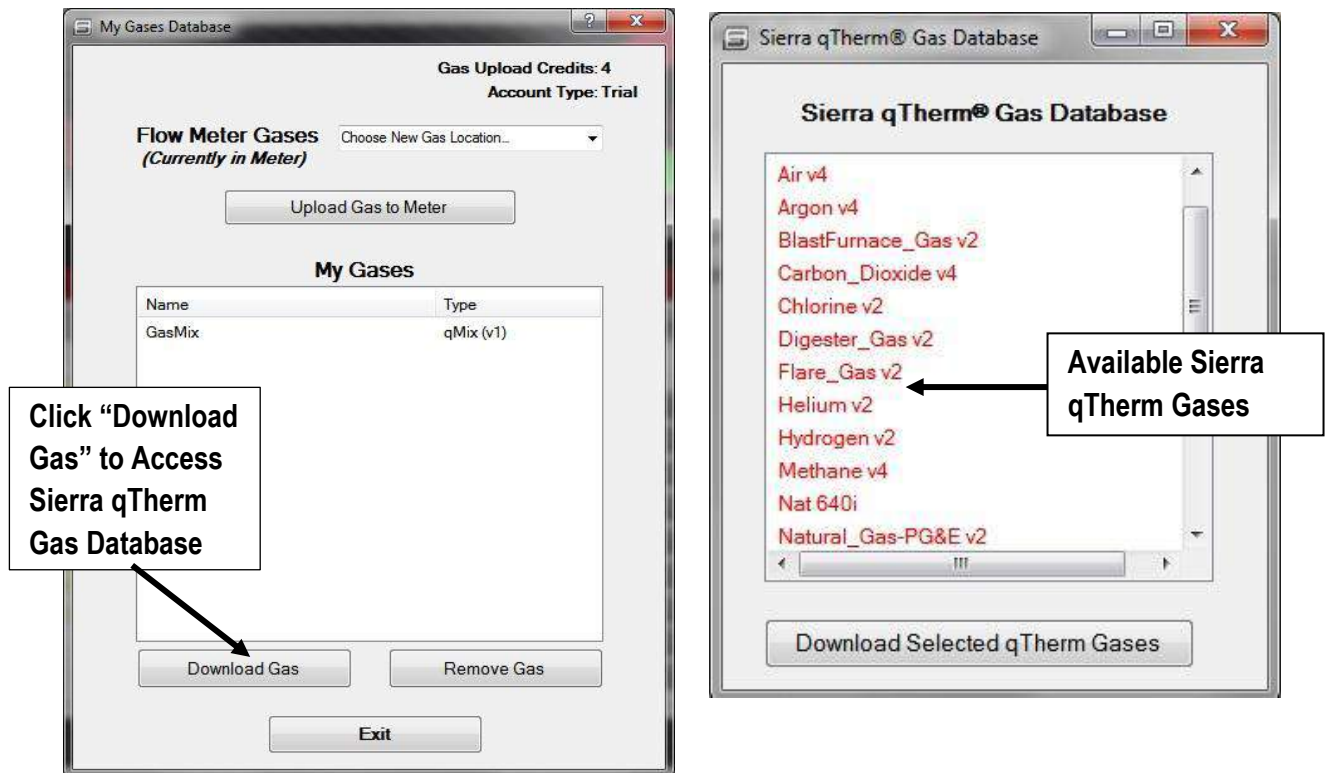 My Gases Database
Gas Upload Credits: 4
Account Type: Trial
Flow Meter Gases
Choose New Gas Location...
(Currently in Meter)
Upload Gas to Meter
My Gases
Name Type
GasMix qMix (v1)
Click “Download
Gas” to Access
Sierra qTherm
Gas Database
Download Gas
Remove Gas
Exit
Sierra qTherm® Gas Database
Sierra qTherm® Gas Database
Air v4
Argon v4
BlastFurnace_Gas v2
Carbon_Dioxide v4
Chlorine v2
Digester_Gas v2
Flare_Gas v2
Helium v2
Hydrogen v2
Methane v4
Nat 640i
Natural_Gas-PG&E v2
Available Sierra
qTherm Gases
Download Selected qTherm Gases